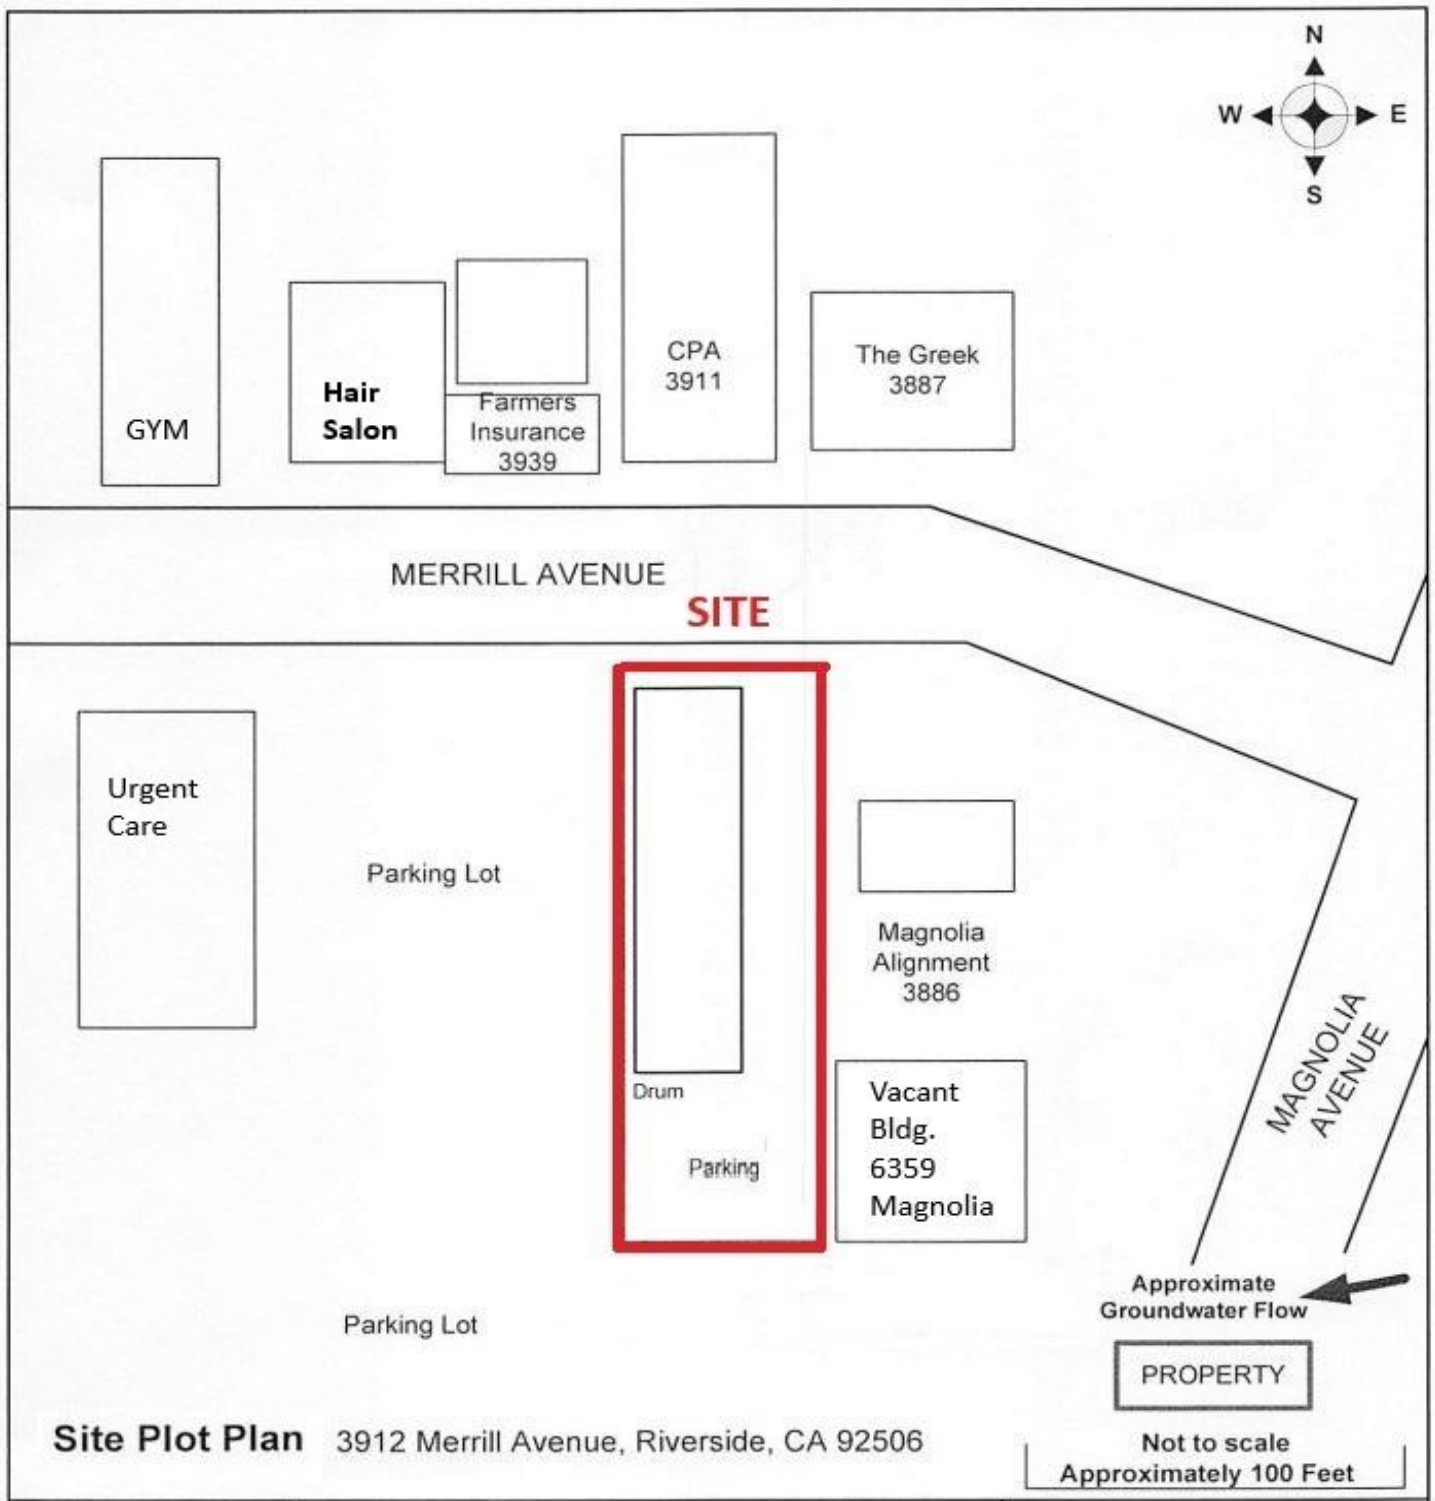 N
W E
S
GYM
Hair
Salon
Farmers
Insurance
3939
CPA
3911
The Greek
3887
MERRILL AVENUE
SITE
Urgent
Care
Parking Lot
Drum
Parking
Magnolia
Alignment
3886
Vacant
Bldg.
6359
Magnolia
MAGNOLIA
AVENUE
Parking Lot
Approximate
Groundwater Flow
PROPERTY
Site Plot Plan 3912 Merrill Avenue, Riverside, CA 92506
Not to scale
Approximately 100 Feet